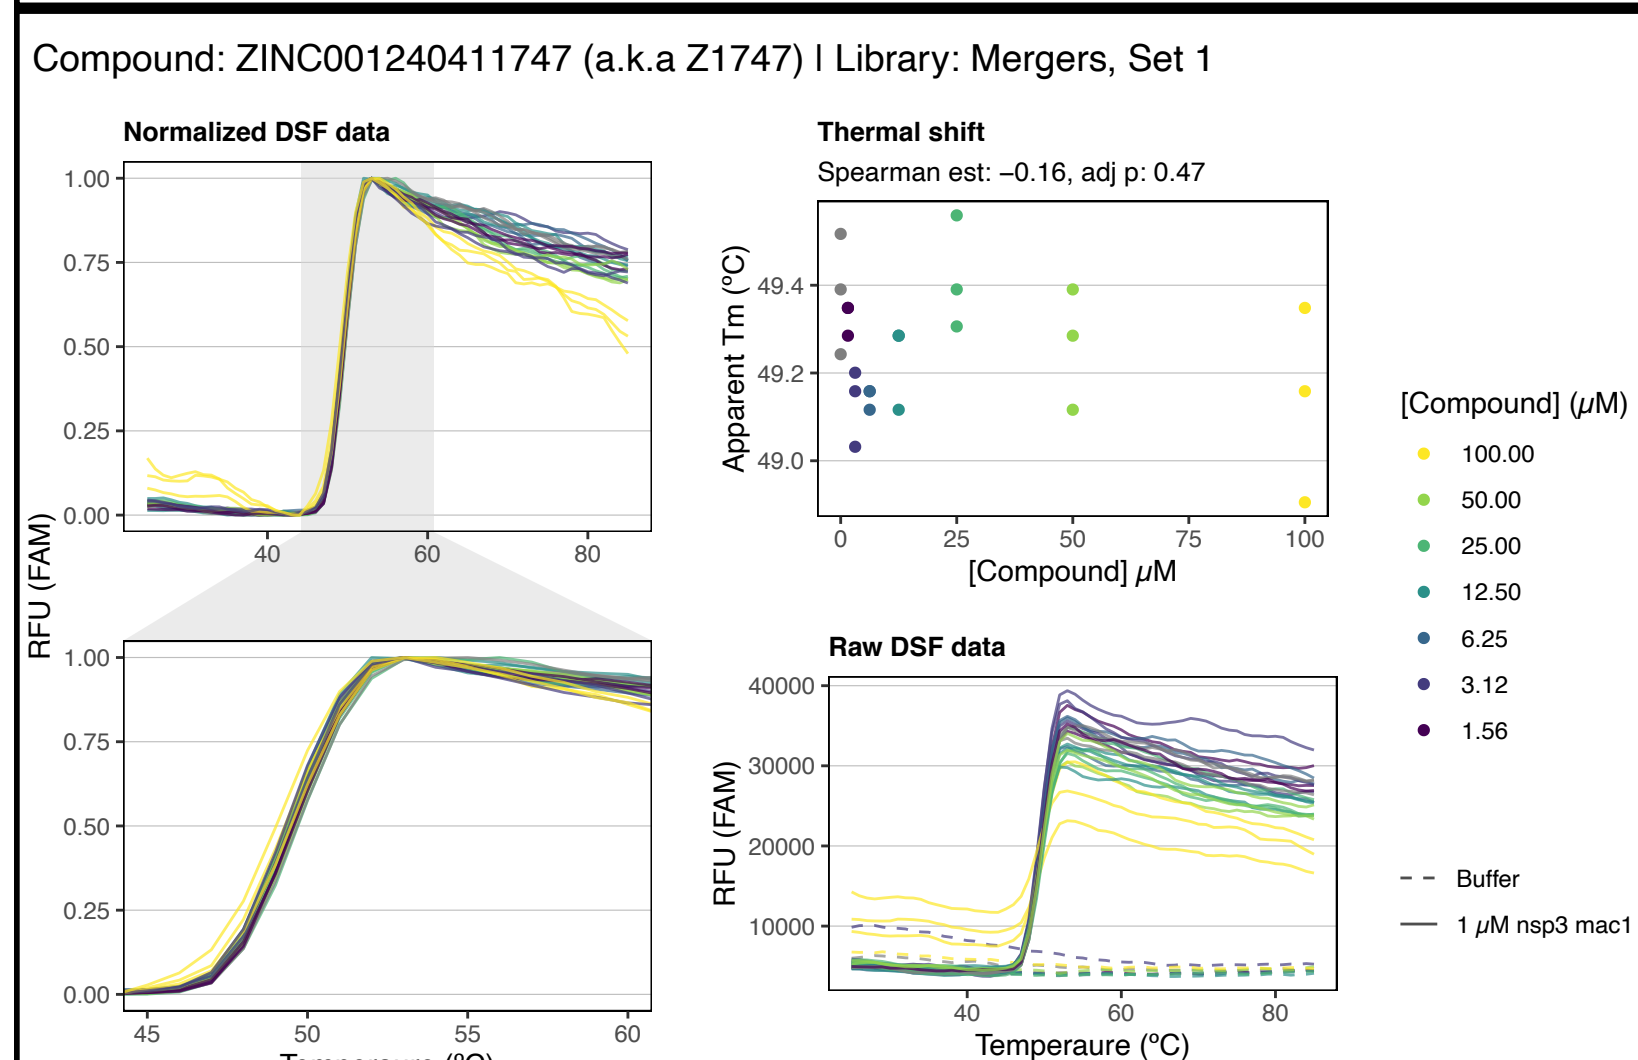 Compound: ZINC001240411747 (a.k.a Z1747) | Library: Mergers, Set 1
Normalized DSF data
1.00
0.75
0.50
0.25
0.00
40
60
80
RFU (FAM)
1.00
0.75
0.50
0.25
0.00
45
50
55
60
Temperaure (ºC)
Thermal shift
Spearman est: −0.16, adj p: 0.47
Apparent Tm (ºC)
49.4
49.2
49.0
0
25
50
75
100
[Compound] µM
Raw DSF data
RFU (FAM)
40000
30000
20000
10000
40
60
80
Temperaure (ºC)
[Compound] (µM)
100.00
50.00
25.00
12.50
6.25
3.12
1.56
Buffer
1 µM nsp3 mac1